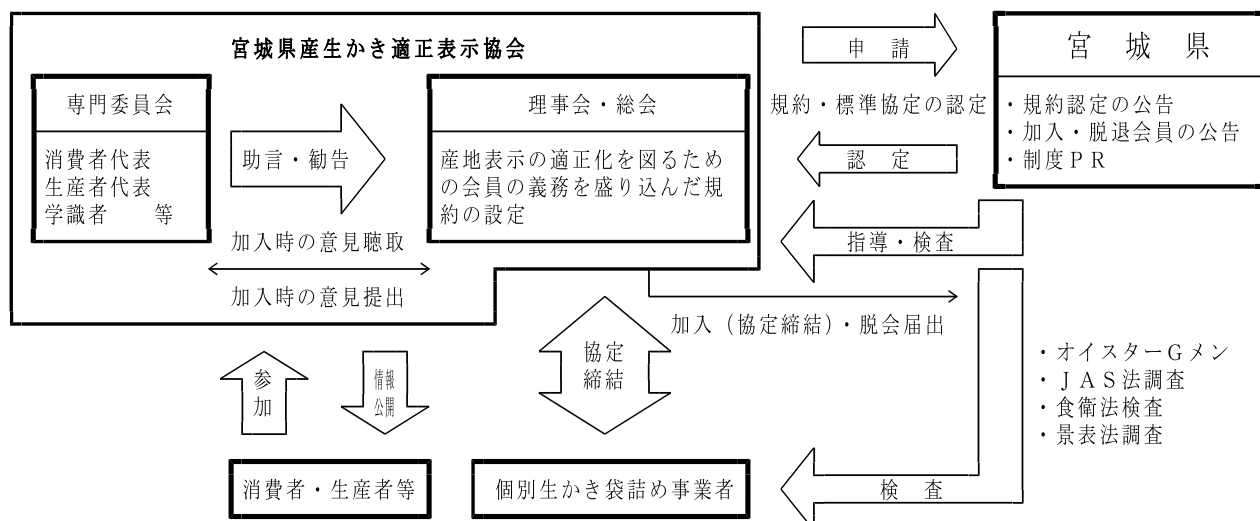 宮城県産生かき適正表示協会
専門委員会
消費者代表
生産者代表
学識者　　等
助言・勧告
加入時の意見聴取
加入時の意見提出
理事会・総会
産地表示の適正化を図るため
の会員の義務を盛り込んだ規
約の設定
申　請
規約・標準協定の認定
認　定
宮　城　県
・規約認定の公告
・加入・脱退会員の公告
・制度ＰＲ
指導・検査
加入（協定締結）・脱会届出
参
加
情報
公開
協定
締結
・オイスターＧメン
・ＪＡＳ法調査
・食衛法検査
・景表法調査
消費者・生産者等
個別生かき袋詰め事業者
検　査